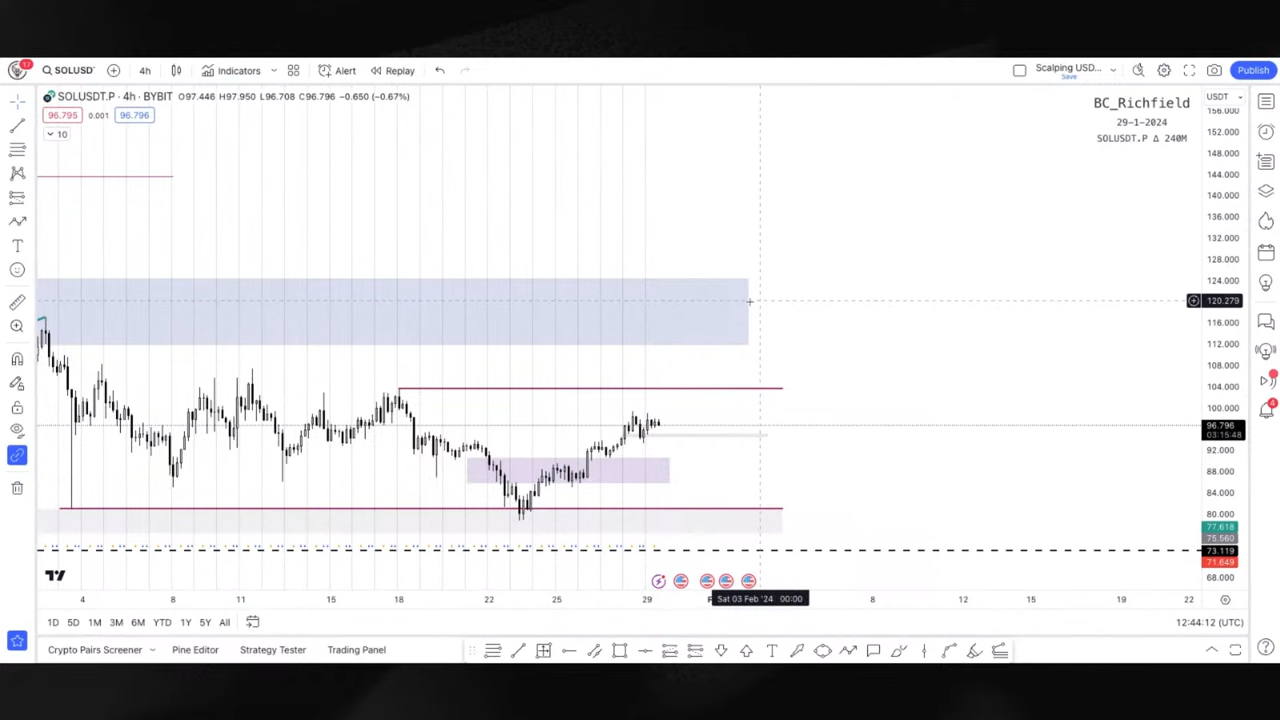 17
SOLUSD
4h
Indicators
Alert
Replay
Scalping USD...
Save
Publish
SOLUSDT.P · 4h · BYBIT O97.446 H97.950 L96.708 C96.796 −0.650 (−0.67%)
96.795 0.001 96.796
10
BC_Richfield
29-1-2024
SOLUSDT.P Δ 240M
USDT
156.000
152.000
148.000
144.000
140.000
136.000
132.000
128.000
124.000
120.279
116.000
112.000
108.000
104.000
100.000
96.796
03:15:48
92.000
88.000
84.000
80.000
77.618
75.560
73.119
71.649
68.000
4 8 11 15 18 22 25 29 Sat 03 Feb '24 00:00 8 12 15 19 22
1D 5D 1M 3M 6M YTD 1Y 5Y All
12:44:12 (UTC)
Crypto Pairs Screener Pine Editor Strategy Tester Trading Panel
4